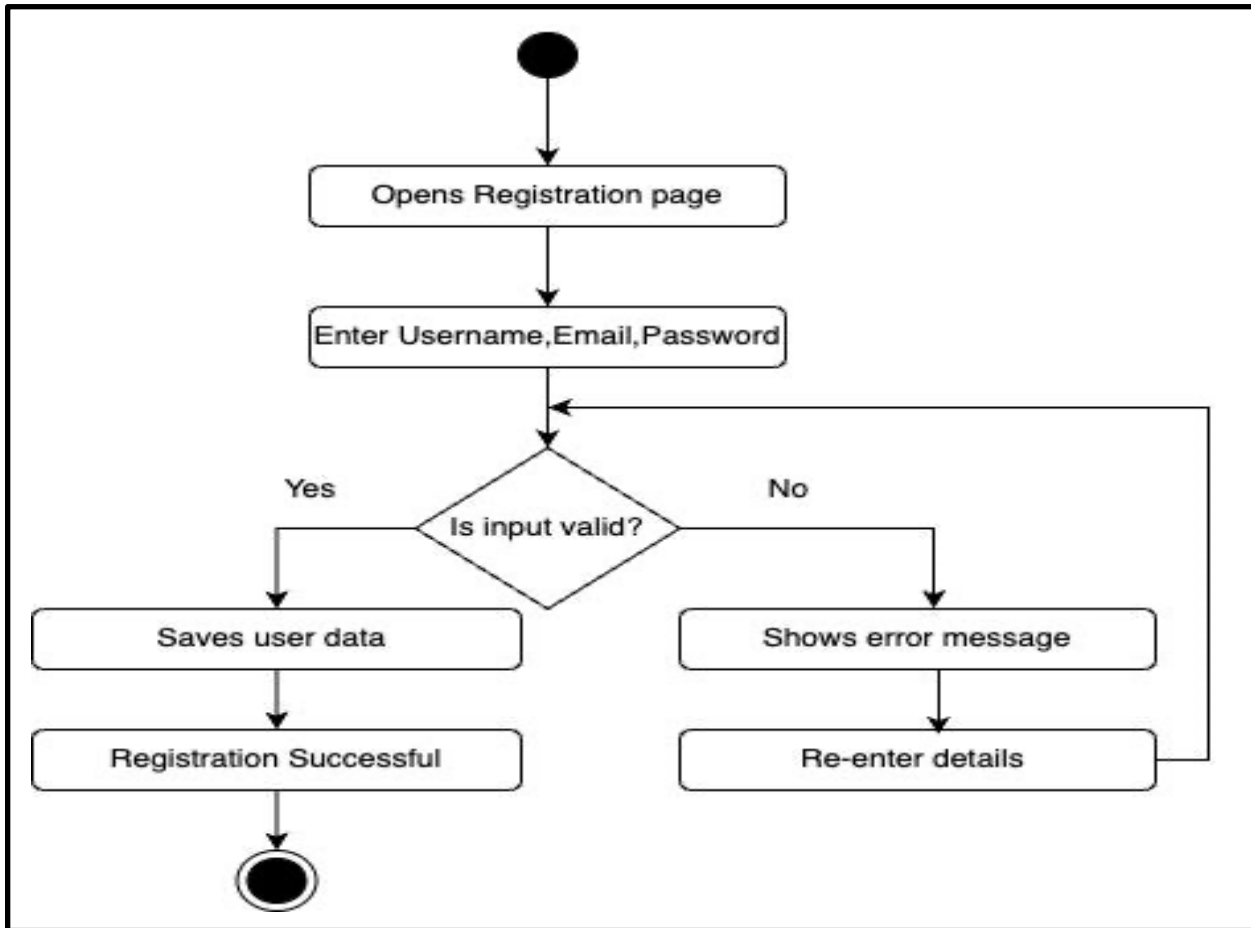 Opens Registration page
Enter Username,Email,Password
Yes
No
Is input valid?
Saves user data
Shows error message
Registration Successful
Re-enter details